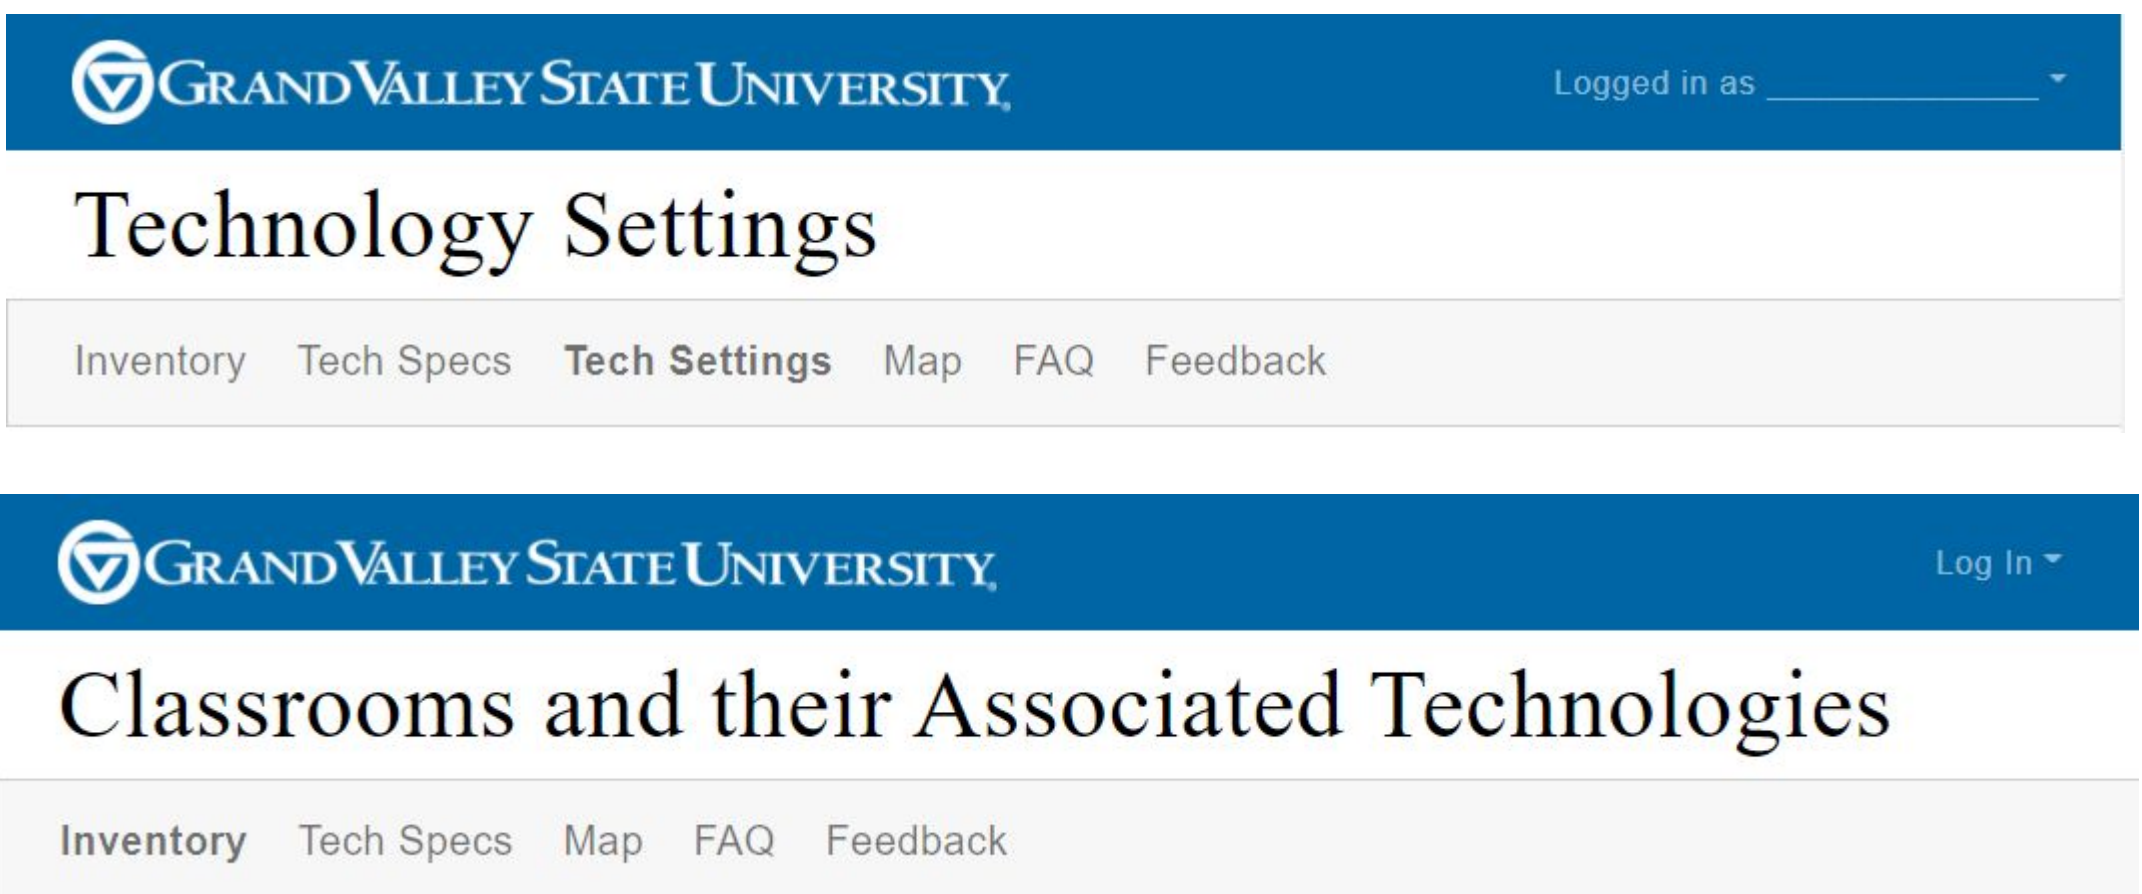 GRAND VALLEY STATE UNIVERSITY®
Logged in as _______________
Technology Settings
Inventory Tech Specs Tech Settings Map FAQ Feedback
GRAND VALLEY STATE UNIVERSITY®
Log In
Classrooms and their Associated Technologies
Inventory Tech Specs Map FAQ Feedback